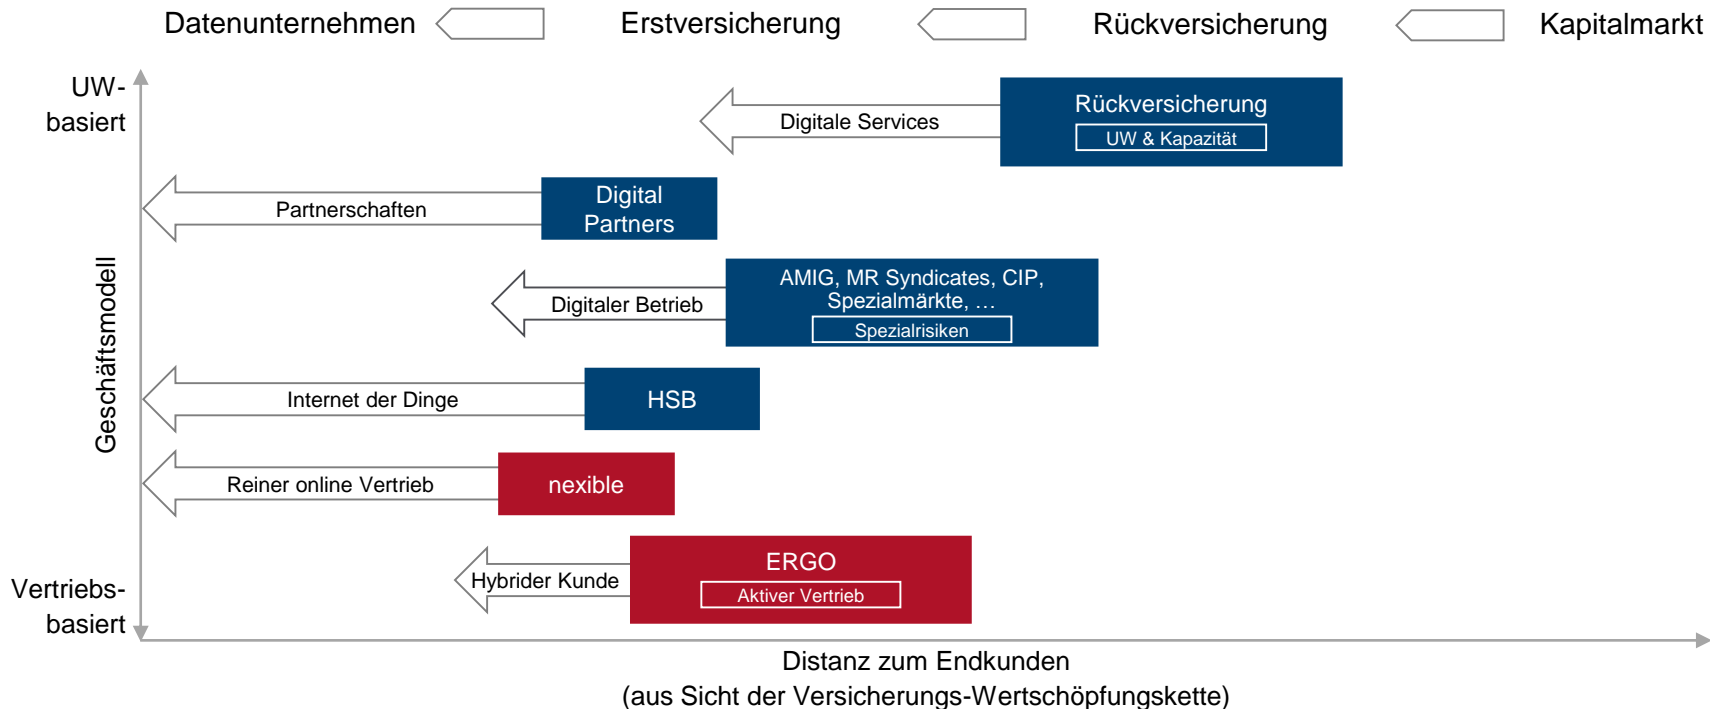 Datenunternehmen
Erstversicherung
Rückversicherung
Kapitalmarkt
UW-
basiert
Digitale Services
Rückversicherung
UW & Kapazität
Partnerschaften
Digital
Partners
Geschäftsmodell
Digitaler Betrieb
AMIG, MR Syndicates, CIP,
Spezialmärkte, …
Spezialrisiken
Internet der Dinge
HSB
Reiner online Vertrieb
nexible
Hybrider Kunde
ERGO
Aktiver Vertrieb
Vertriebs-
basiert
Distanz zum Endkunden
(aus Sicht der Versicherungs-Wertschöpfungskette)